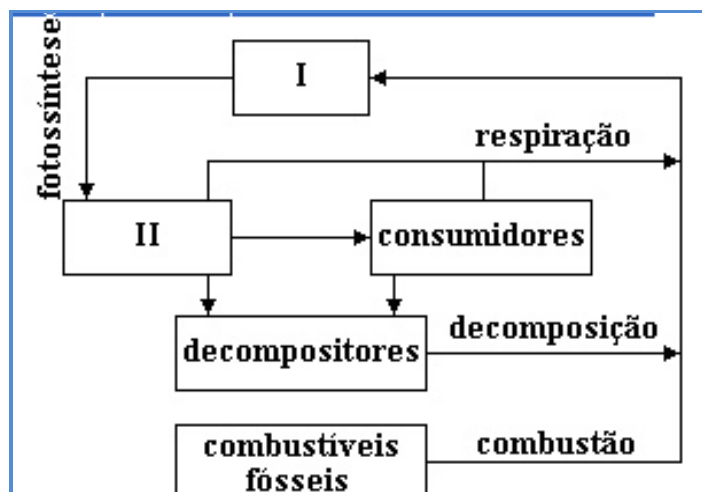 fotossíntese
I
respiração
II
consumidores
decomposição
decompositores
combustíveis
fósseis
combustão